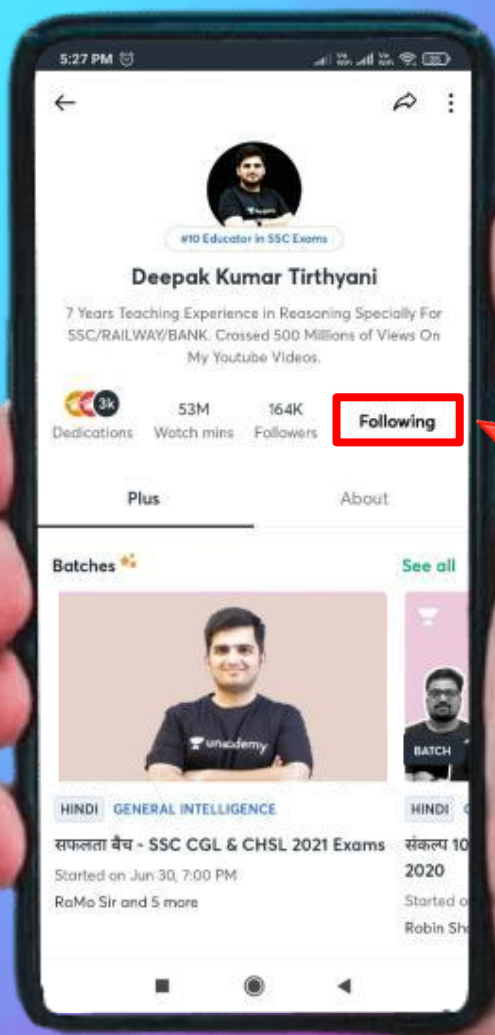 5:27 PM
#10 Educator in SSC Exams
Deepak Kumar Tirthyani
7 Years Teaching Experience in Reasoning Specially For
SSC/RAILWAY/BANK. Crossed 500 Millions of Views On
My Youtube Videos.
3k
Dedications
53M
Watch mins
164K
Followers
Following
Plus
About
Batches
See all
unacademy
BATCH
HINDI GENERAL INTELLIGENCE
सफलता बैच - SSC CGL & CHSL 2021 Exams
Started on Jun 30, 7:00 PM
RaMo Sir and 5 more
HINDI
संकल्प 10
2020
Started
Robin